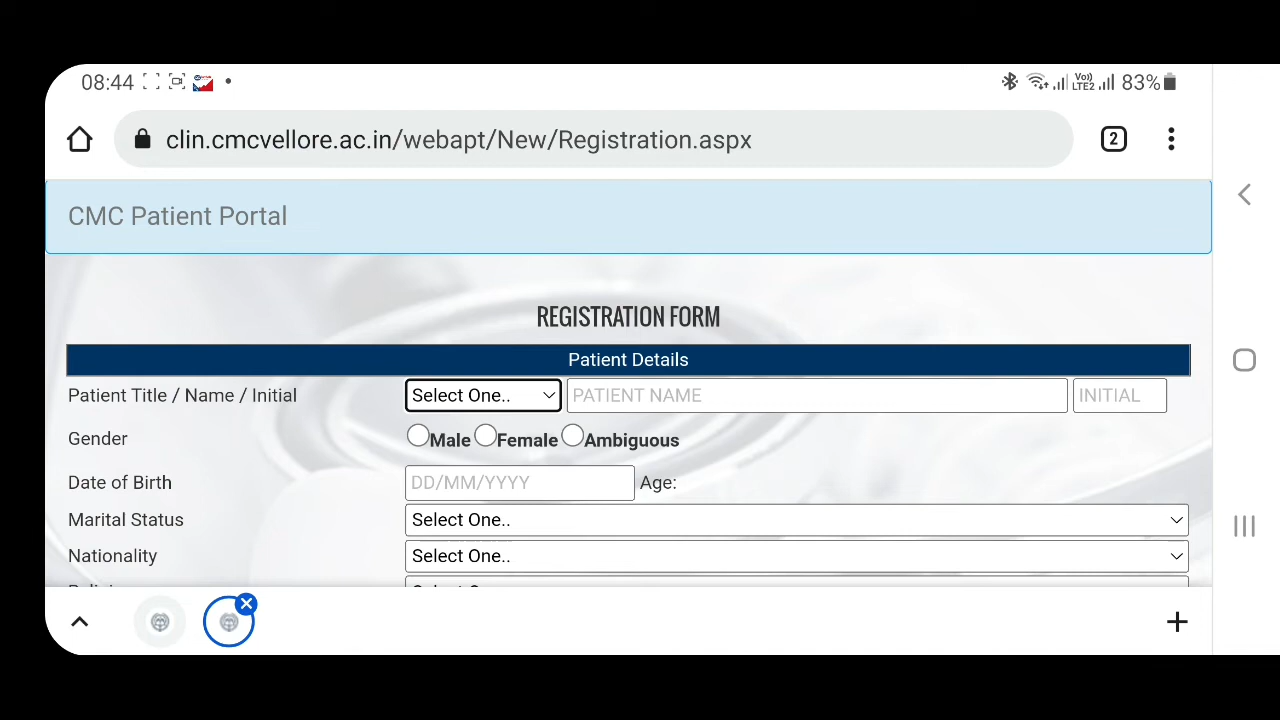 08:44 Vo)) LTE2 83%
clin.cmcvellore.ac.in/webapt/New/Registration.aspx 2
CMC Patient Portal
REGISTRATION FORM
Patient Details
Patient Title / Name / Initial Select One.. PATIENT NAME INITIAL
Gender Male Female Ambiguous
Date of Birth DD/MM/YYYY Age:
Marital Status Select One..
Nationality Select One..